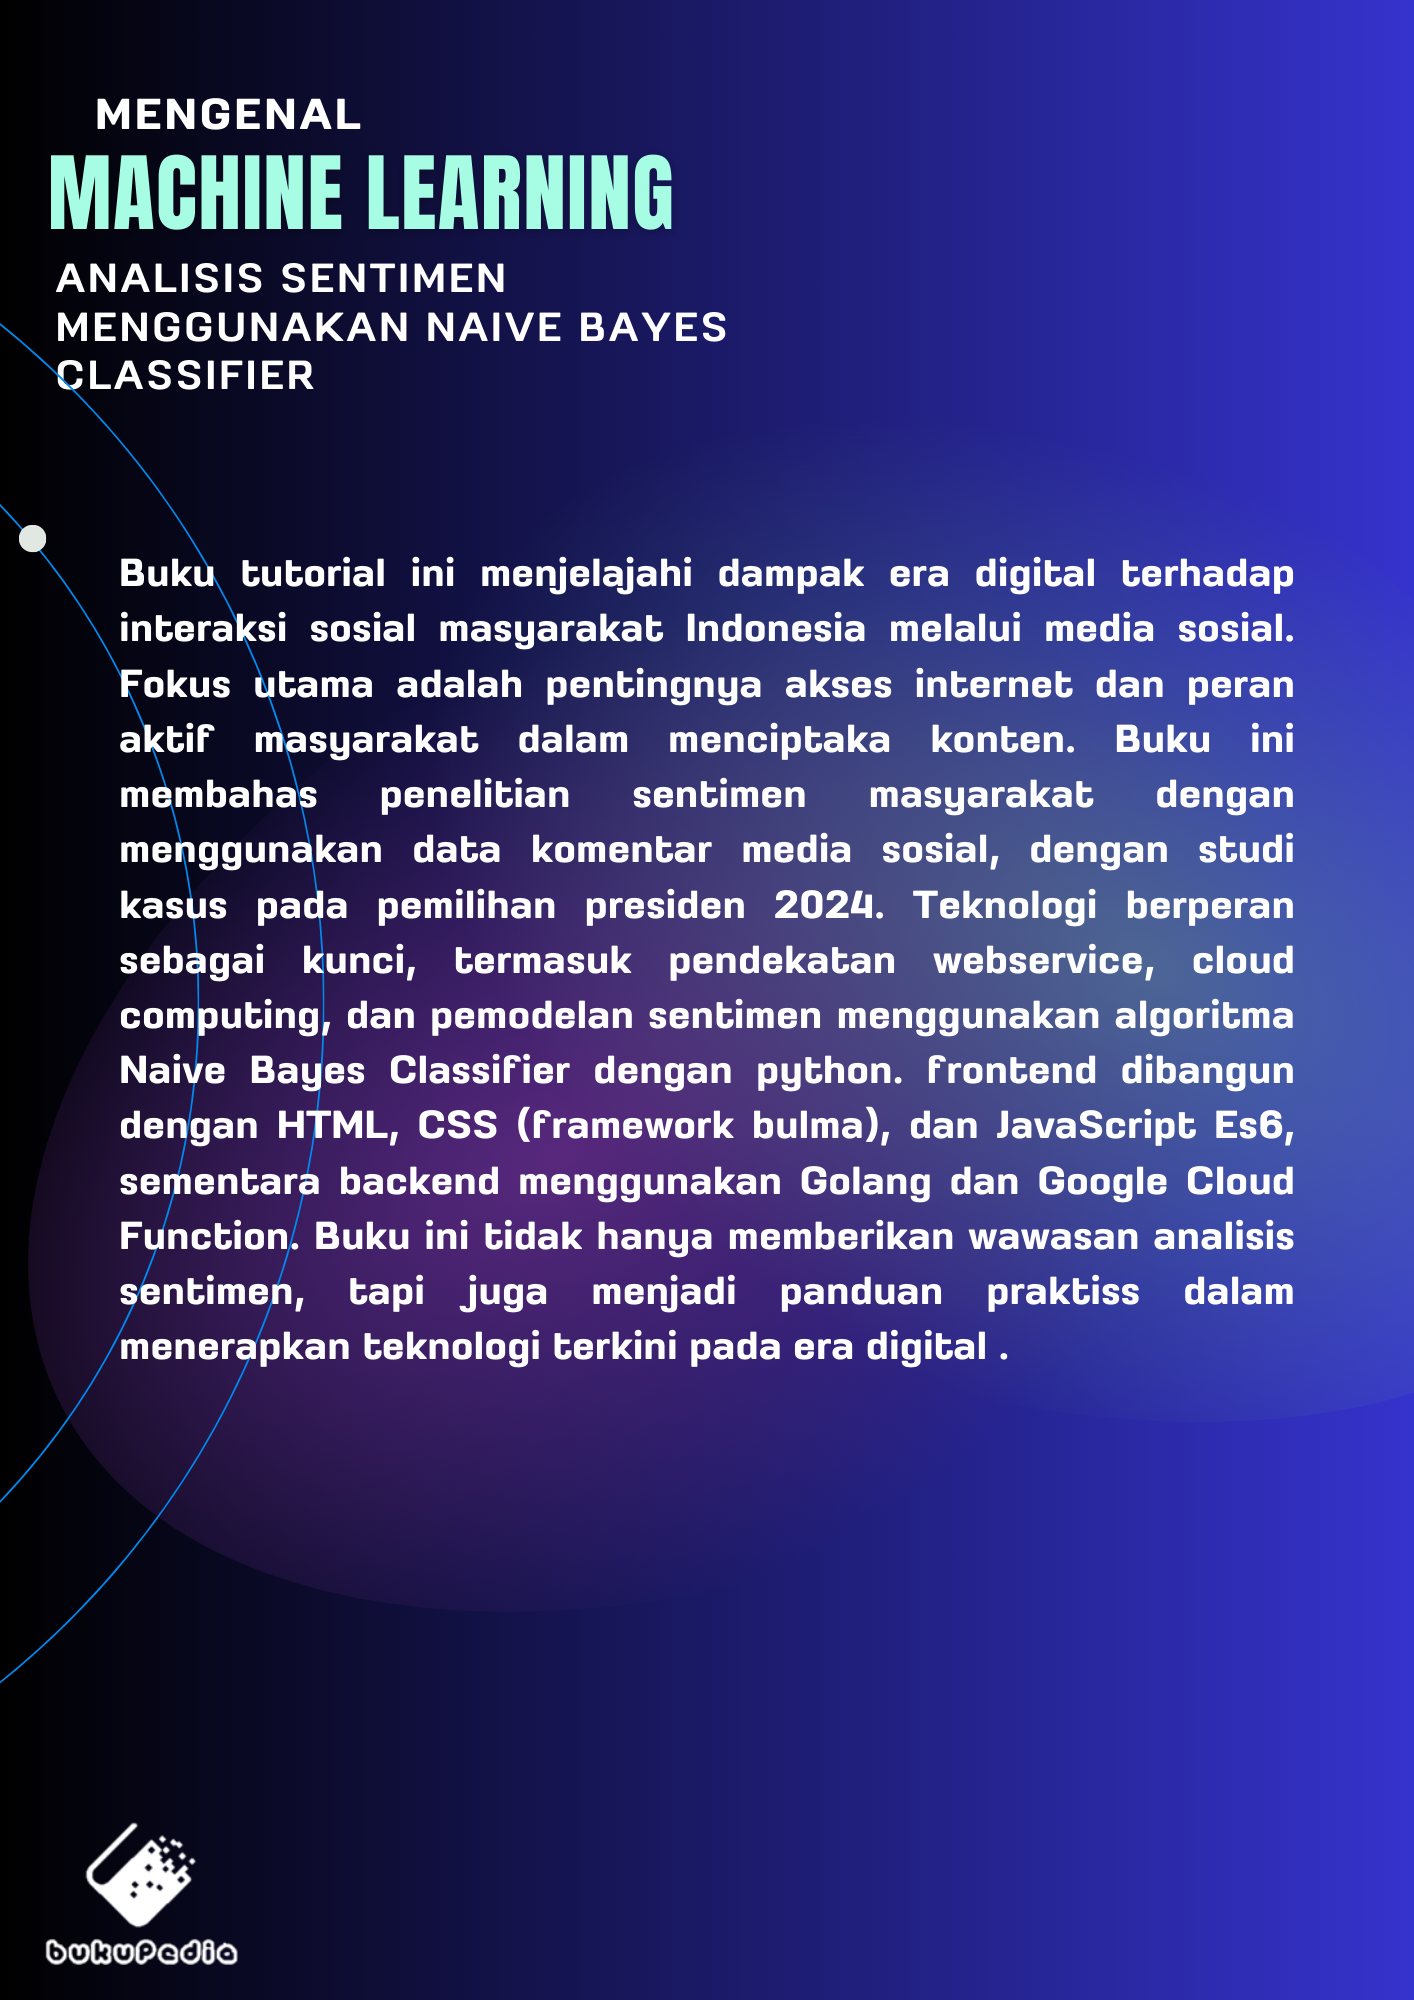 MENGENAL
MACHINE LEARNING
ANALISIS SENTIMEN
MENGGUNAKAN NAIVE BAYES
CLASSIFIER
Buku tutorial ini menjelajahi dampak era digital terhadap
interaksi sosial masyarakat Indonesia melalui media sosial.
Fokus utama adalah pentingnya akses internet dan peran
aktif masyarakat dalam menciptaka konten. Buku ini
membahas penelitian sentimen masyarakat dengan
menggunakan data komentar media sosial, dengan studi
kasus pada pemilihan presiden 2024. Teknologi berperan
sebagai kunci, termasuk pendekatan webservice, cloud
computing, dan pemodelan sentimen menggunakan algoritma
Naive Bayes Classifier dengan python. frontend dibangun
dengan HTML, CSS (framework bulma), dan JavaScript Es6,
sementara backend menggunakan Golang dan Google Cloud
Function. Buku ini tidak hanya memberikan wawasan analisis
sentimen, tapi juga menjadi panduan praktiss dalam
menerapkan teknologi terkini pada era digital .
bukuPedia